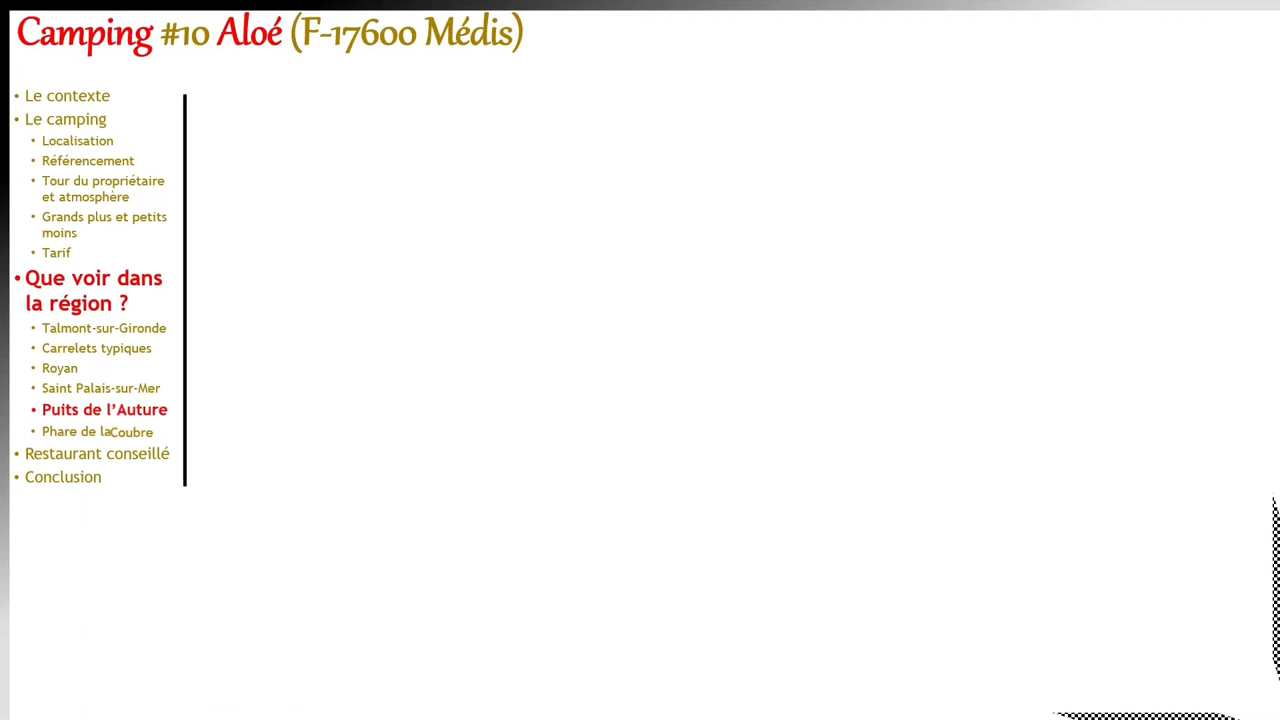 Camping #10 Aloé (F-17600 Médis)
• Le contexte
• Le camping
• Localisation
• Référencement
• Tour du propriétaire
et atmosphère
• Grands plus et petits
moins
• Tarif
• Que voir dans
la région ?
• Talmont-sur-Gironde
• Carrelets typiques
• Royan
• Saint Palais-sur-Mer
• Puits de l’Auture
• Phare de laCoubre
• Restaurant conseillé
• Conclusion